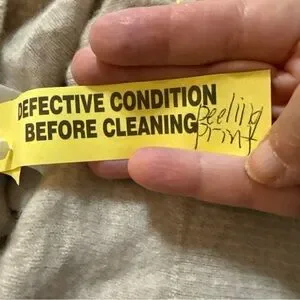 DEFECTIVE CONDITION
BEFORE CLEANING
peeling
print